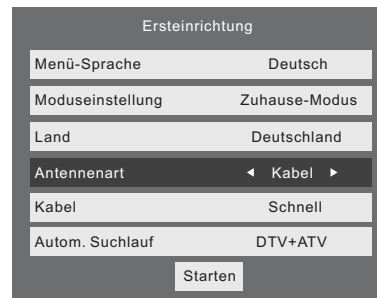 Ersteinrichtung
Menü-Sprache Deutsch
Moduseinstellung Zuhause-Modus
Land Deutschland
Antennenart ◄ Kabel ►
Kabel Schnell
Autom. Suchlauf DTV+ATV
Starten